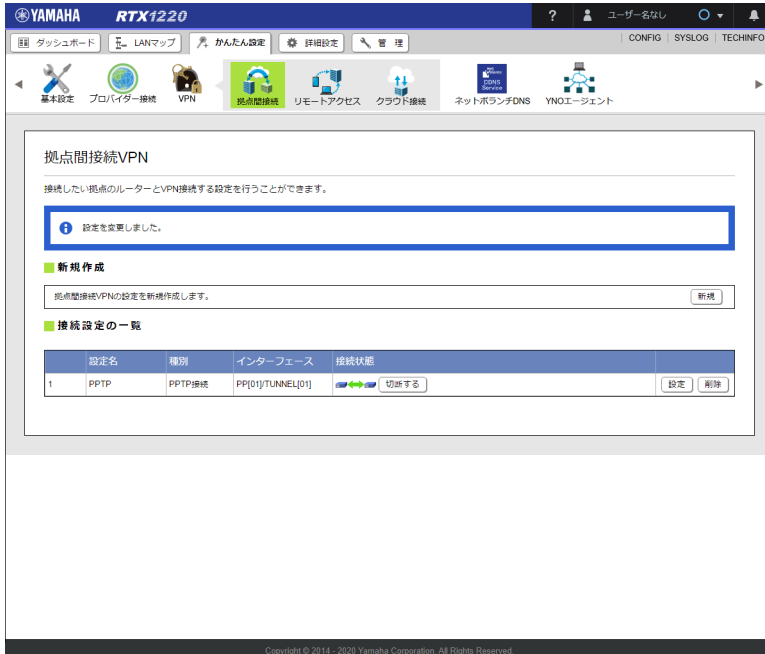 YAMAHA RTX1220 ? ユーザー名なし
ダッシュボード LANマップ かんたん設定 詳細設定 管理 CONFIG SYSLOG TECHINFO
基本設定 プロバイダー接続 VPN 拠点間接続 リモートアクセス クラウド接続 ネットボランチDNS YNOエージェント
DDNS
Service
拠点間接続VPN
接続したい拠点のルーターとVPN接続する設定を行うことができます。
設定を変更しました。
新規作成
拠点間接続VPNの設定を新規作成します。 新規
接続設定の一覧
設定名 種別 インターフェース 接続状態
1 PPTP PPTP接続 PP[01]/TUNNEL[01] 切断する 設定 削除
Copyright © 2014 - 2020 Yamaha Corporation. All Rights Reserved.